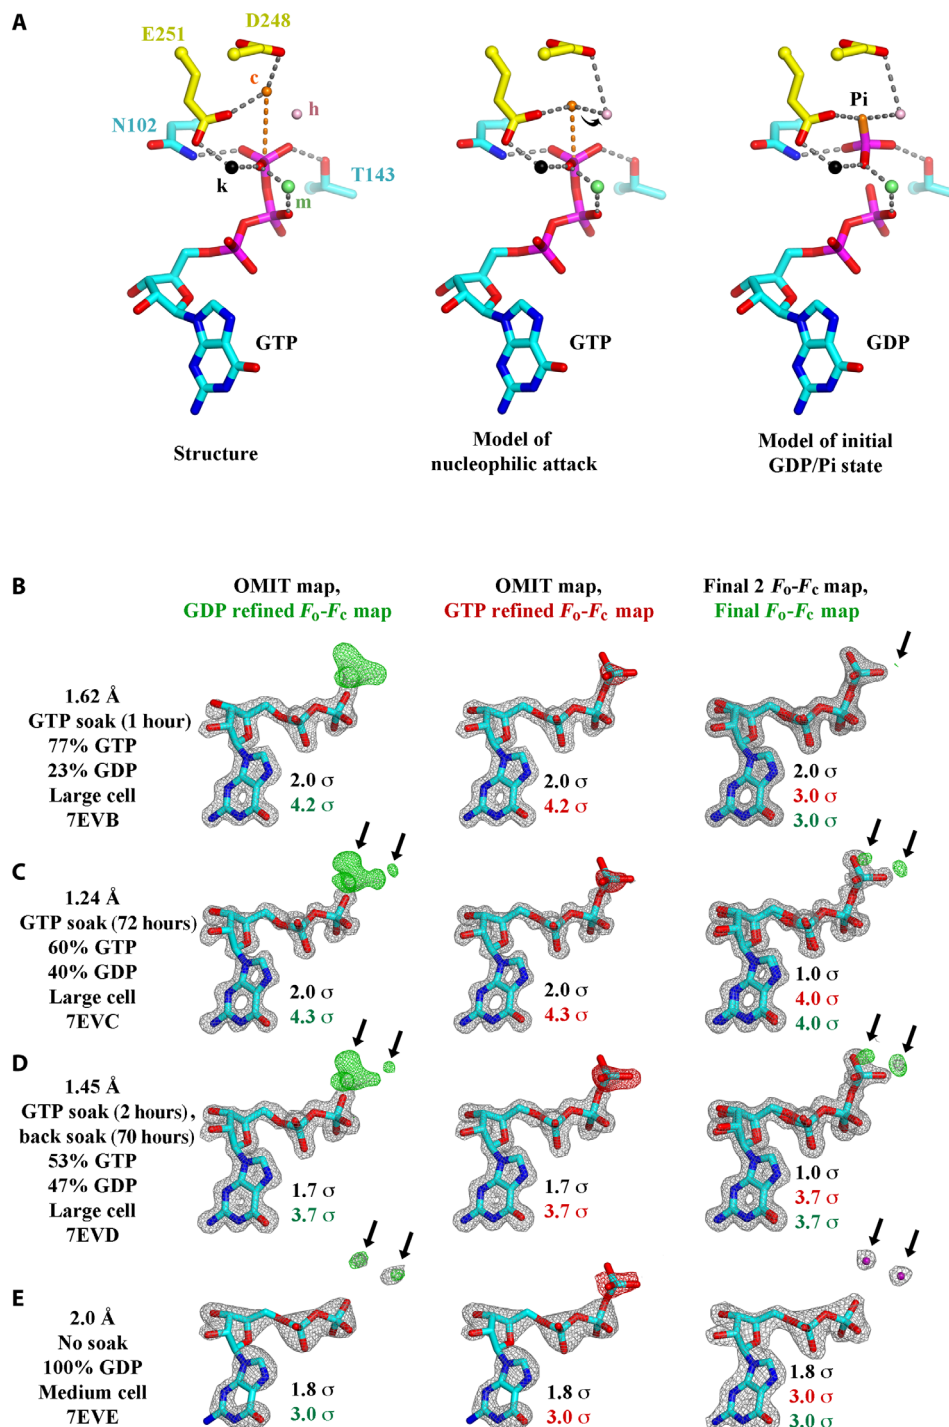 A
D248
E251
c
h
N102
k
T143
m
GTP
Structure
GTP
Model of
nucleophilic attack
Pi
GDP
Model of initial
GDP/Pi state
B
OMIT map,
GDP refined Fo-Fc map
OMIT map,
GTP refined Fo-Fc map
Final 2 Fo-Fc map,
Final Fo-Fc map
1.62 Å
GTP soak (1 hour)
77% GTP
23% GDP
Large cell
7EVB
2.0 σ
4.2 σ
2.0 σ
4.2 σ
2.0 σ
3.0 σ
3.0 σ
C
1.24 Å
GTP soak (72 hours)
60% GTP
40% GDP
Large cell
7EVC
2.0 σ
4.3 σ
2.0 σ
4.3 σ
1.0 σ
4.0 σ
4.0 σ
D
1.45 Å
GTP soak (2 hours),
back soak (70 hours)
53% GTP
47% GDP
Large cell
7EVD
1.7 σ
3.7 σ
1.7 σ
3.7 σ
1.0 σ
3.7 σ
3.7 σ
E
2.0 Å
No soak
100% GDP
Medium cell
7EVE
1.8 σ
3.0 σ
1.8 σ
3.0 σ
1.8 σ
3.0 σ
3.0 σ